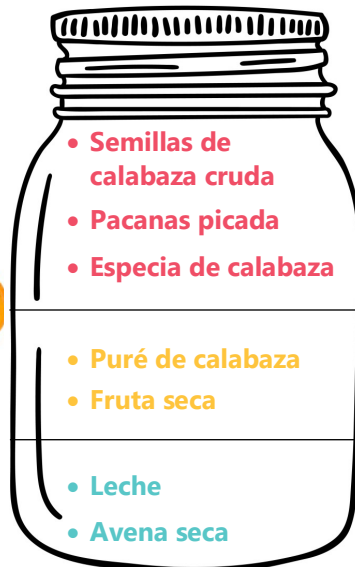 • Semillas de
calabaza cruda
• Pacanas picada
• Especia de calabaza
• Puré de calabaza
• Fruta seca
• Leche
• Avena seca